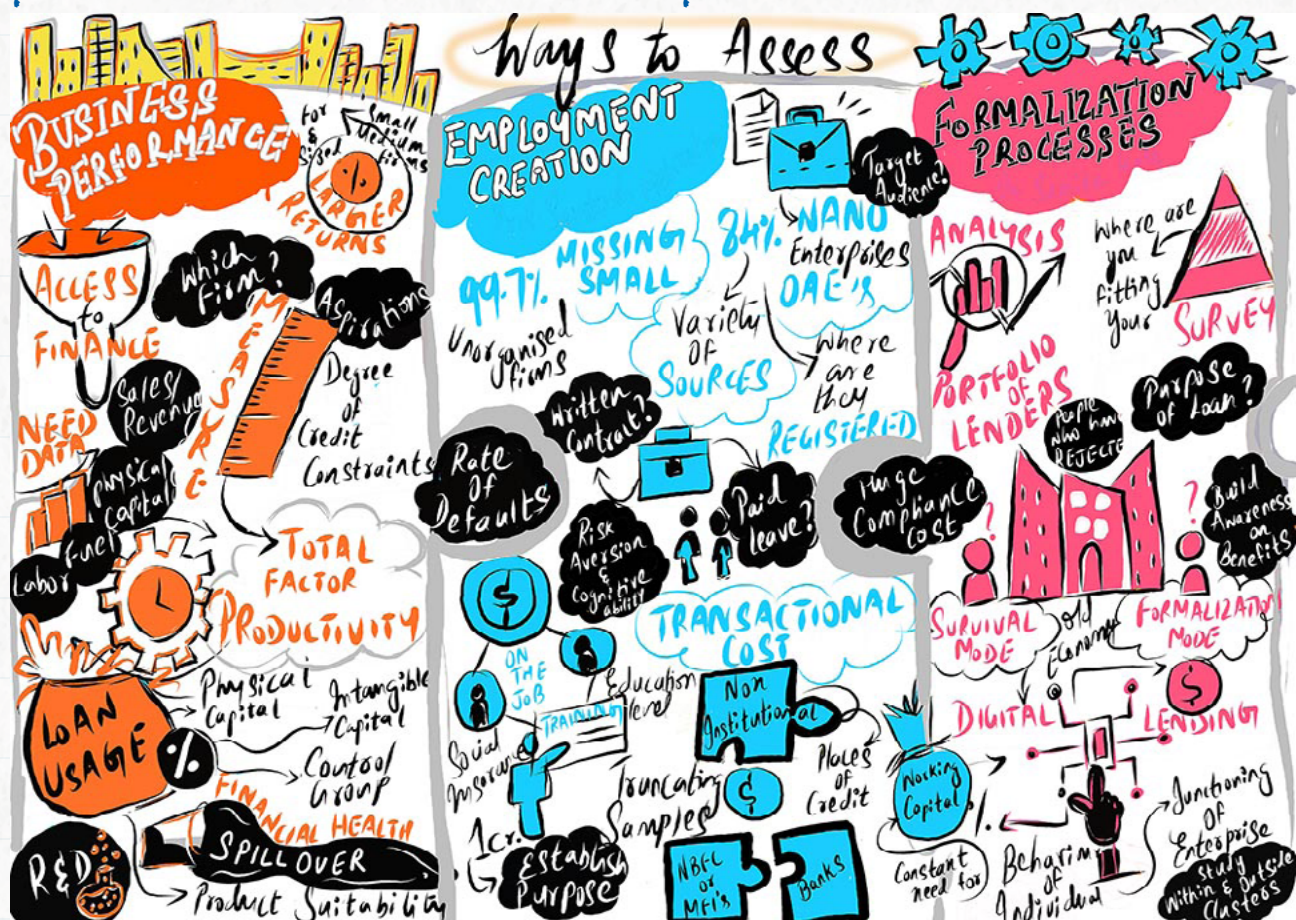 Ways to Assess
BUSINESS
PERFORMANCE
For Small
& Medium
Sized firms
%
LARGER
RETURNS
ACCESS
to
FINANCE
Which
Firm?
MEASURE
Aspirations
Degree
of
Credit
Constraints
NEED
DATA
Sales/
Revenue
Physical
Capital
Fuel
Labor
TOTAL
FACTOR
PRODUCTIVITY
LOAN
USAGE
%
Physical
Capital
Intangible
Capital
Control
Group
FINANCIAL HEALTH
R&D
SPILL OVER
Product Suitability
EMPLOYMENT
CREATION
Target
Audience?
99.7%
MISSING
SMALL
Unorganised
firms
84% NANO
Enterprises
OAE's
Variety
OF
SOURCES
Where
are
they
REGISTERED
Written
Contract?
Rate
of
Defaults
Paid
leave?
Risk
Aversion
&
Cognitive
ability
$
ON
THE
JOB
TRAINING
Education
level
Social
Insurance
1cr.
Establish
Purpose
TRANSACTIONAL
COST
Non
Institutional
Places
of
Credit
Truncating
Samples
$
NBFC
or
MFI's
Banks
Working
Capital
Constant
need for
FORMALIZATION
PROCESSES
ANALYSIS
Where are
you
fitting
Your
SURVEY
PORTFOLIO
OF
LENDERS
People
who have
REJECTE
Purpose
of Loan?
Huge
Compliance
Cost
?
?
Build
Awareness
on
Benefits
SURVIVAL
MODE
old
Economy
FORMALIZATION
MODE
DIGITAL
LENDING
$
%
Beharin
of
Individual
Junctioning
OF
Enterprise
Study
Within & Outside
Clusters